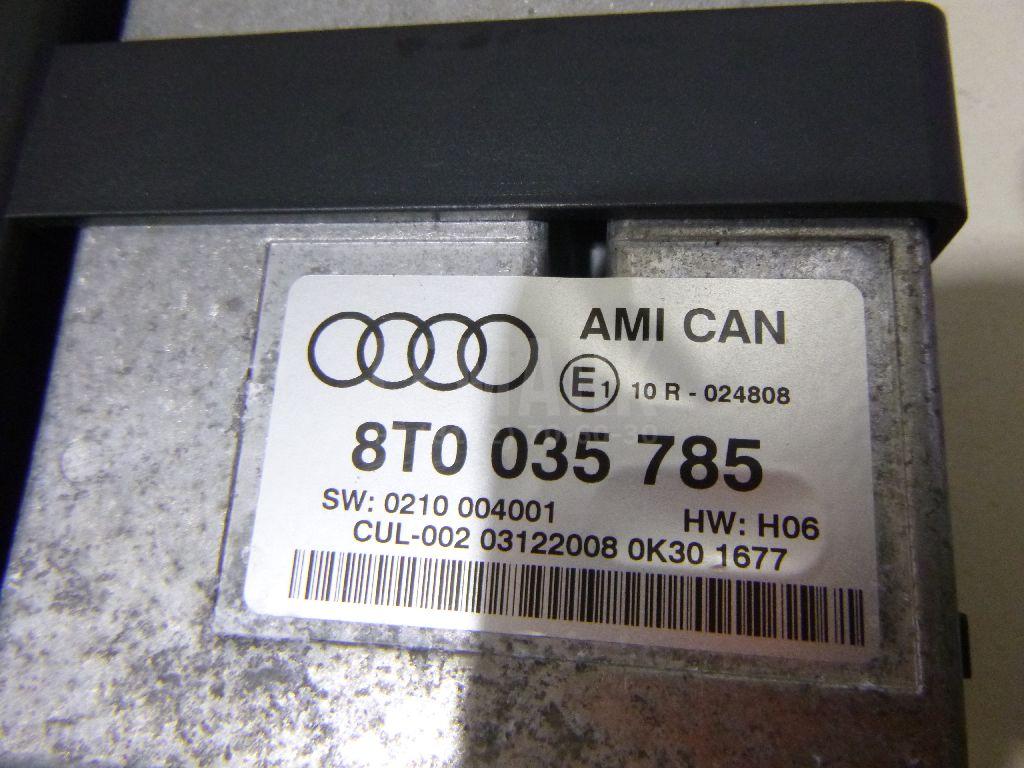 AMI CAN
E1 10 R - 024808
8T0 035 785
SW: 0210 004001 HW: H06
CUL-002 03122008 0K30 1677